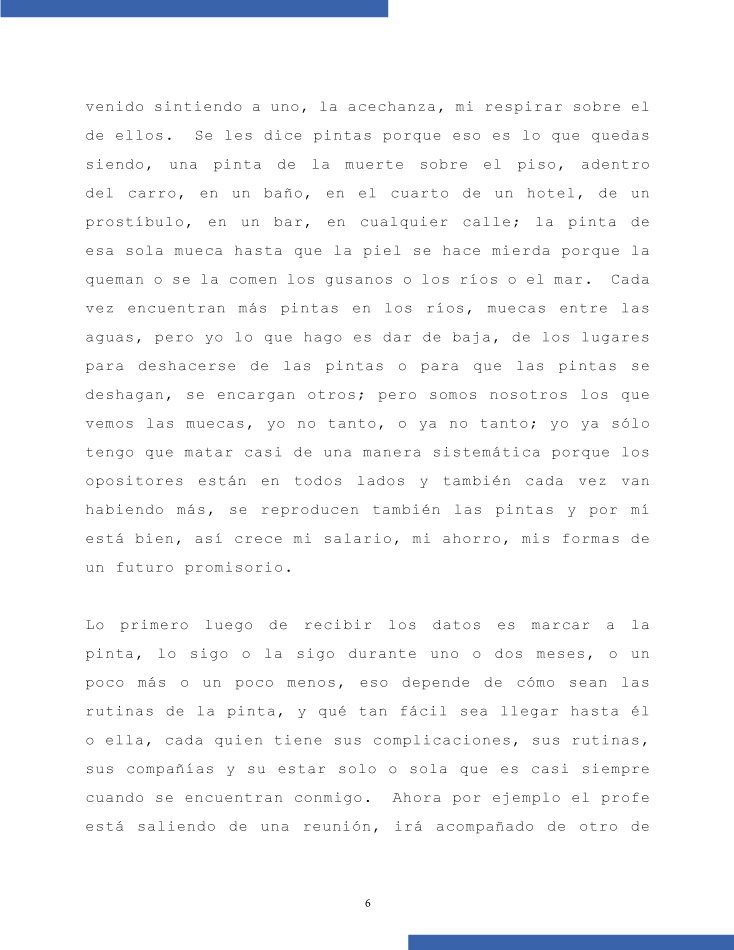 venido sintiendo a uno, la acechanza, mi respirar sobre el
de ellos.  Se les dice pintas porque eso es lo que quedas
siendo, una pinta de la muerte sobre el piso, adentro
del carro, en un baño, en el cuarto de un hotel, de un
prostíbulo, en un bar, en cualquier calle; la pinta de
esa sola mueca hasta que la piel se hace mierda porque la
queman o se la comen los gusanos o los ríos o el mar.  Cada
vez encuentran más pintas en los ríos, muecas entre las
aguas, pero yo lo que hago es dar de baja, de los lugares
para deshacerse de las pintas o para que las pintas se
deshagan, se encargan otros; pero somos nosotros los que
vemos las muecas, yo no tanto, o ya no tanto; yo ya sólo
tengo que matar casi de una manera sistemática porque los
opositores están en todos lados y también cada vez van
habiendo más, se reproducen también las pintas y por mí
está bien, así crece mi salario, mi ahorro, mis formas de
un futuro promisorio.

Lo primero luego de recibir los datos es marcar a la
pinta, lo sigo o la sigo durante uno o dos meses, o un
poco más o un poco menos, eso depende de cómo sean las
rutinas de la pinta, y qué tan fácil sea llegar hasta él
o ella, cada quien tiene sus complicaciones, sus rutinas,
sus compañías y su estar solo o sola que es casi siempre
cuando se encuentran conmigo.  Ahora por ejemplo el profe
está saliendo de una reunión, irá acompañado de otro de

6